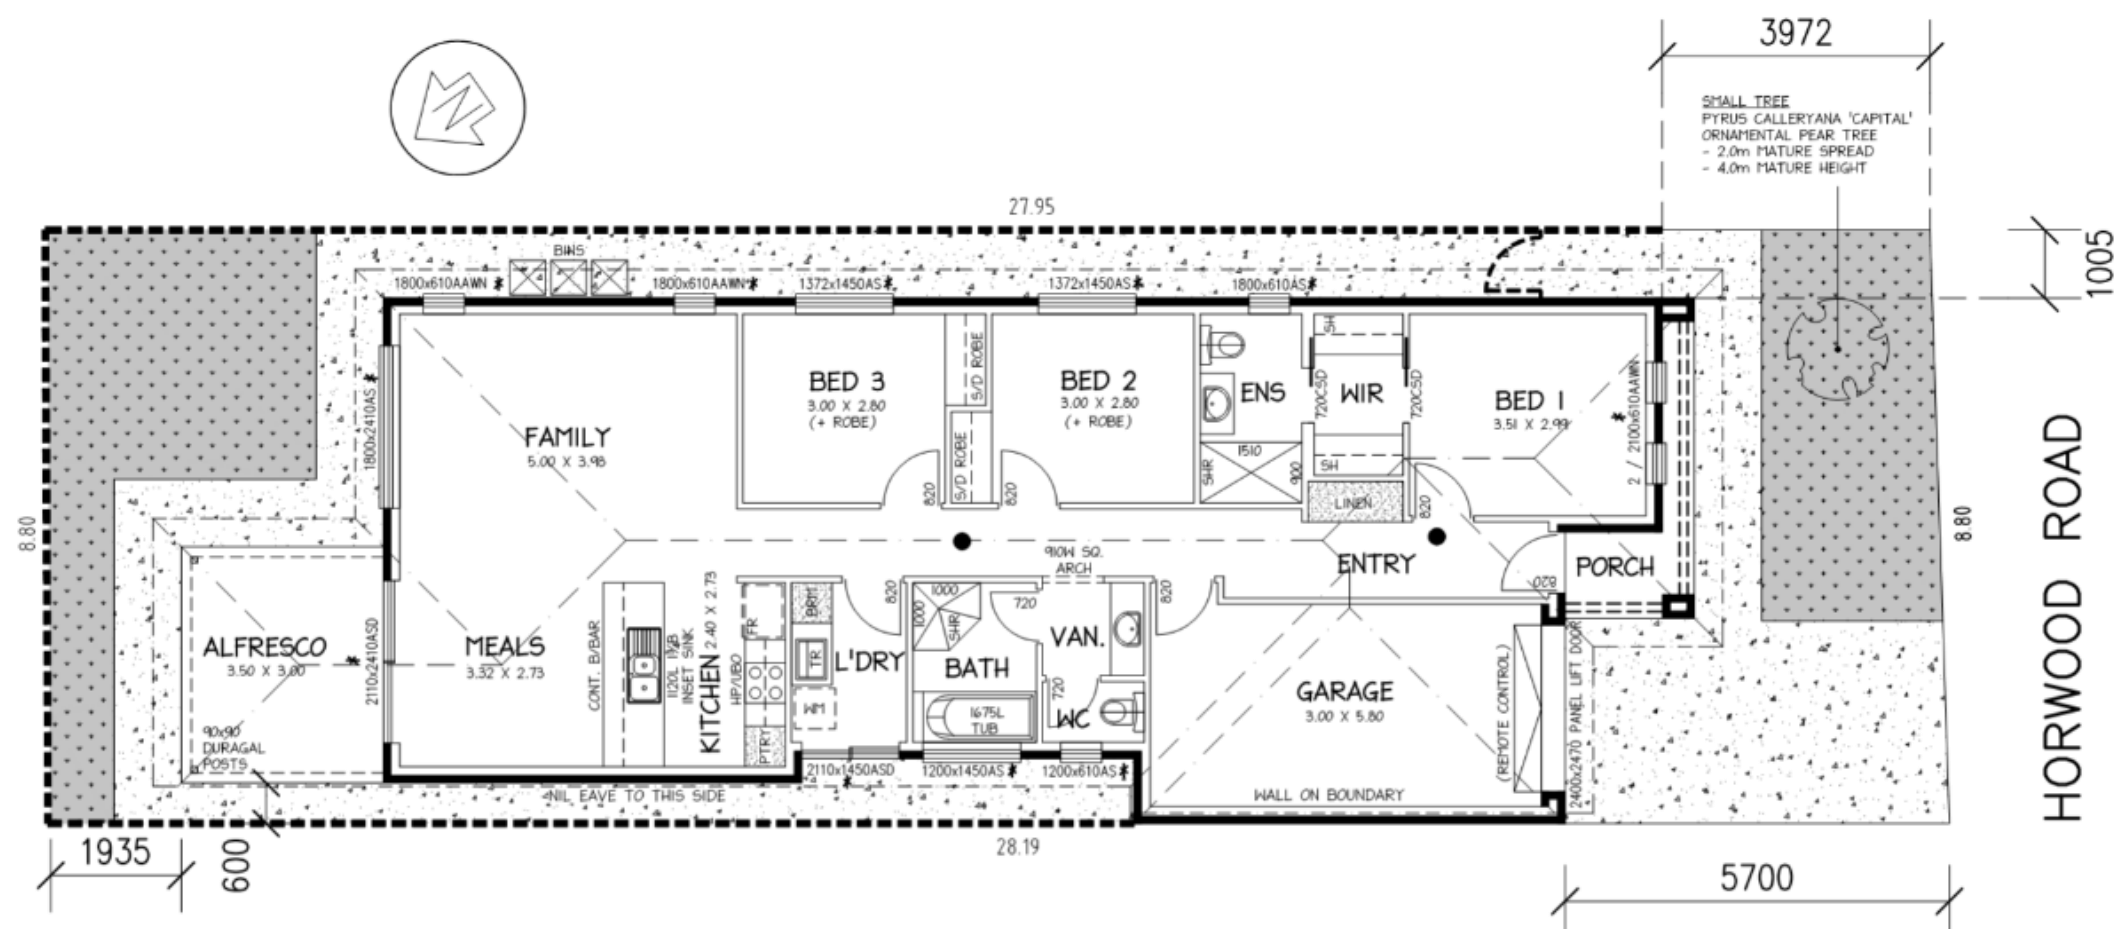 3972
SMALL TREE
PYRUS CALLERYANA 'CAPITAL'
ORNAMENTAL PEAR TREE
- 2.0m MATURE SPREAD
- 4.0m MATURE HEIGHT
N
27.95
1005
BINS
1800x610AAWN
1800x610AAWN
1372x1450AS
1372x1450AS
1800x610AS
1800x2410AS
FAMILY
5.00 X 3.98
BED 3
3.00 X 2.80
(+ ROBE)
S/D ROBE
S/D ROBE
820
BED 2
3.00 X 2.80
(+ ROBE)
820
ENS
SHR
1510
900
720CSD
SH
WIR
SH
LINEN
720CSD
BED 1
3.51 X 2.99
2 / 2100x610AAWN
820
8.80
8.80
HORWOOD ROAD
910W SQ.
ARCH
ENTRY
820
PORCH
ALFRESCO
3.50 X 3.00
90x90
DURAGAL
POSTS
2110x2410ASD
MEALS
3.32 X 2.73
CONT. B/BAR
1120L 1½B
INSET SINK
KITCHEN 2.40 X 2.73
HP/UBO
FR
PTRY
BRM
TR
WM
L'DRY
820
1000
1000
SHR
BATH
720
1675L
TUB
VAN.
720
WC
820
GARAGE
3.00 X 5.80
(REMOTE CONTROL)
2400x2470 PANEL LIFT DOOR
2110x1450ASD
1200x1450AS
1200x610AS
NIL EAVE TO THIS SIDE
WALL ON BOUNDARY
28.19
1935
600
5700